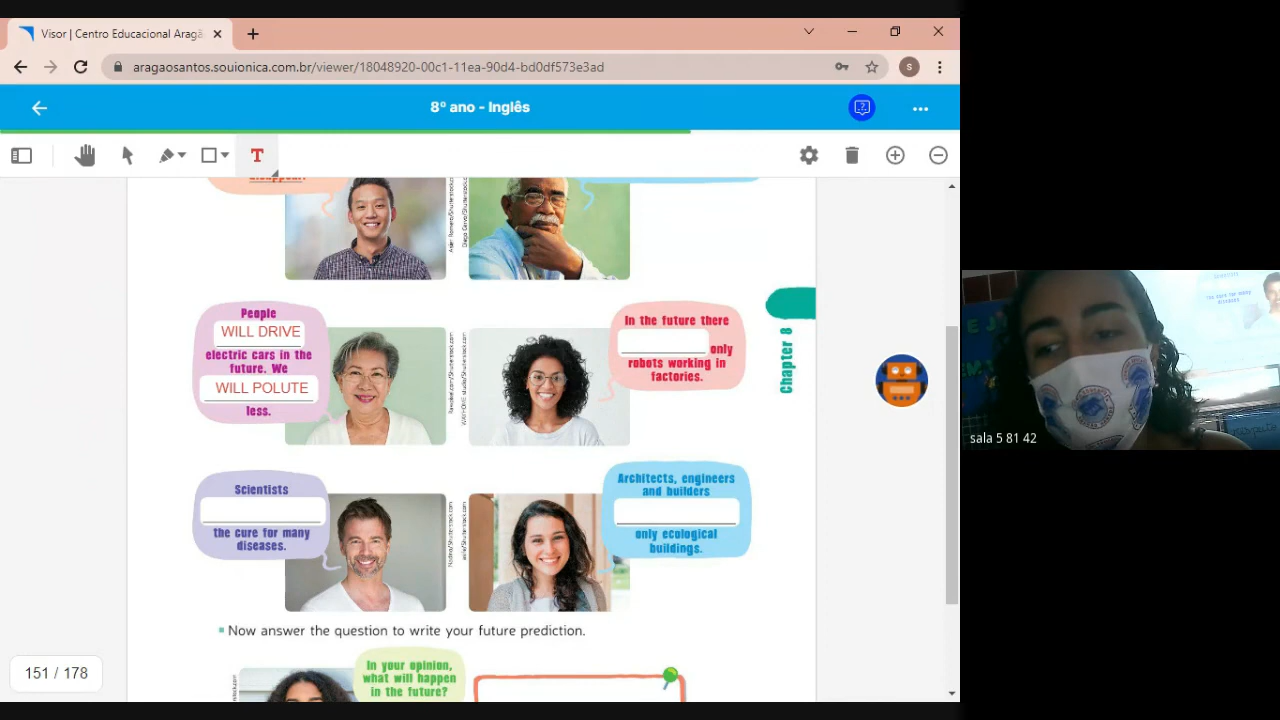 Visor | Centro Educacional Aragã
aragaosantos.souionica.com.br/viewer/18048920-00c1-11ea-90d4-bd0df573e3ad
s
8º ano - Inglês
T
disappear.
People
WILL DRIVE
electric cars in the
future. We
WILL POLUTE
less.
In the future there
only
robots working in
factories.
Chapter 8
Scientists
the cure for many
diseases.
Architects, engineers
and builders
only ecological
buildings.
Now answer the question to write your future prediction.
In your opinion,
what will happen
in the future?
151 / 178
sala 5 81 42